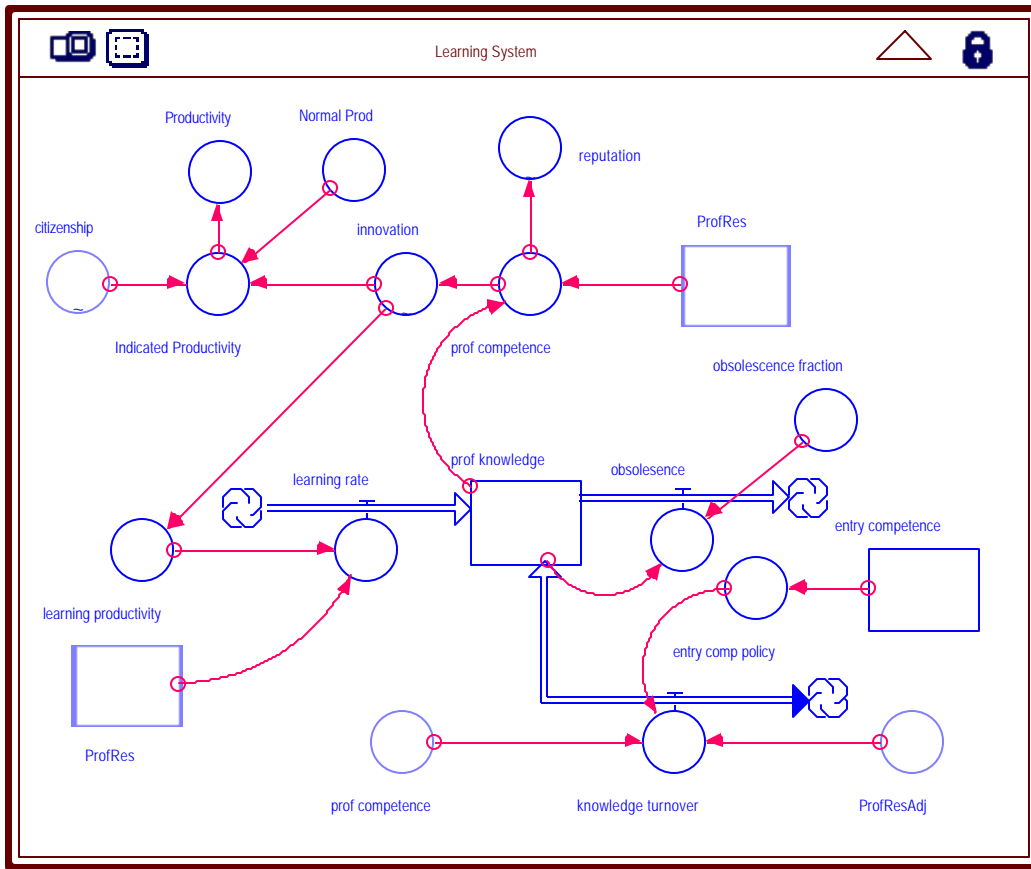 Learning System
Productivity
Normal Prod
reputation
citizenship
innovation
ProfRes
Indicated Productivity
prof competence
obsolescence fraction
prof knowledge
learning rate
obsolesence
entry competence
learning productivity
entry comp policy
ProfRes
prof competence
knowledge turnover
ProfResAdj